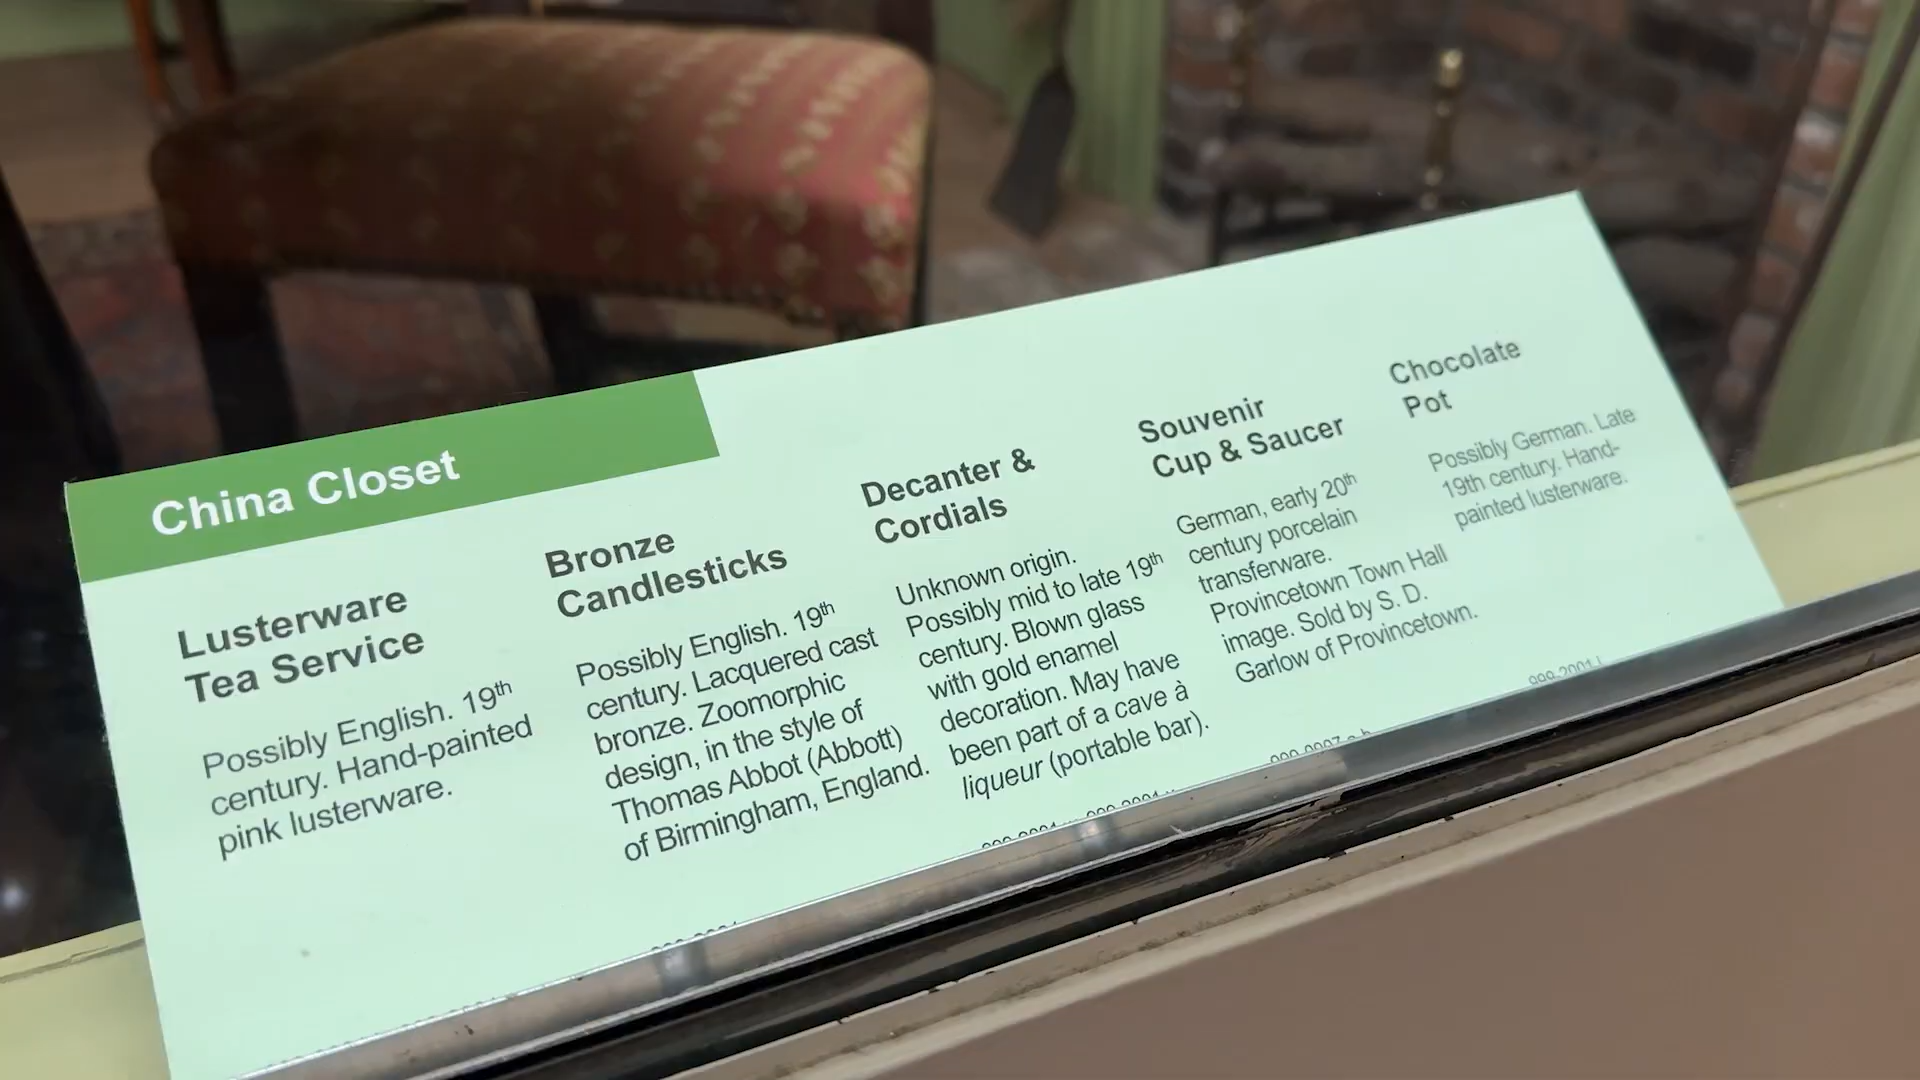 China Closet
Lusterware
Tea Service
Possibly English. 19th
century. Hand-painted
pink lusterware.
Bronze
Candlesticks
Possibly English. 19th
century. Lacquered cast
bronze. Zoomorphic
design, in the style of
Thomas Abbot (Abbott)
of Birmingham, England.
Decanter &
Cordials
Unknown origin.
Possibly mid to late 19th
century. Blown glass
with gold enamel
decoration. May have
been part of a cave à
liqueur (portable bar).
Souvenir
Cup & Saucer
German, early 20th
century porcelain
transferware.
Provincetown Town Hall
image. Sold by S. D.
Garlow of Provincetown.
Chocolate
Pot
Possibly German. Late
19th century. Hand-
painted lusterware.